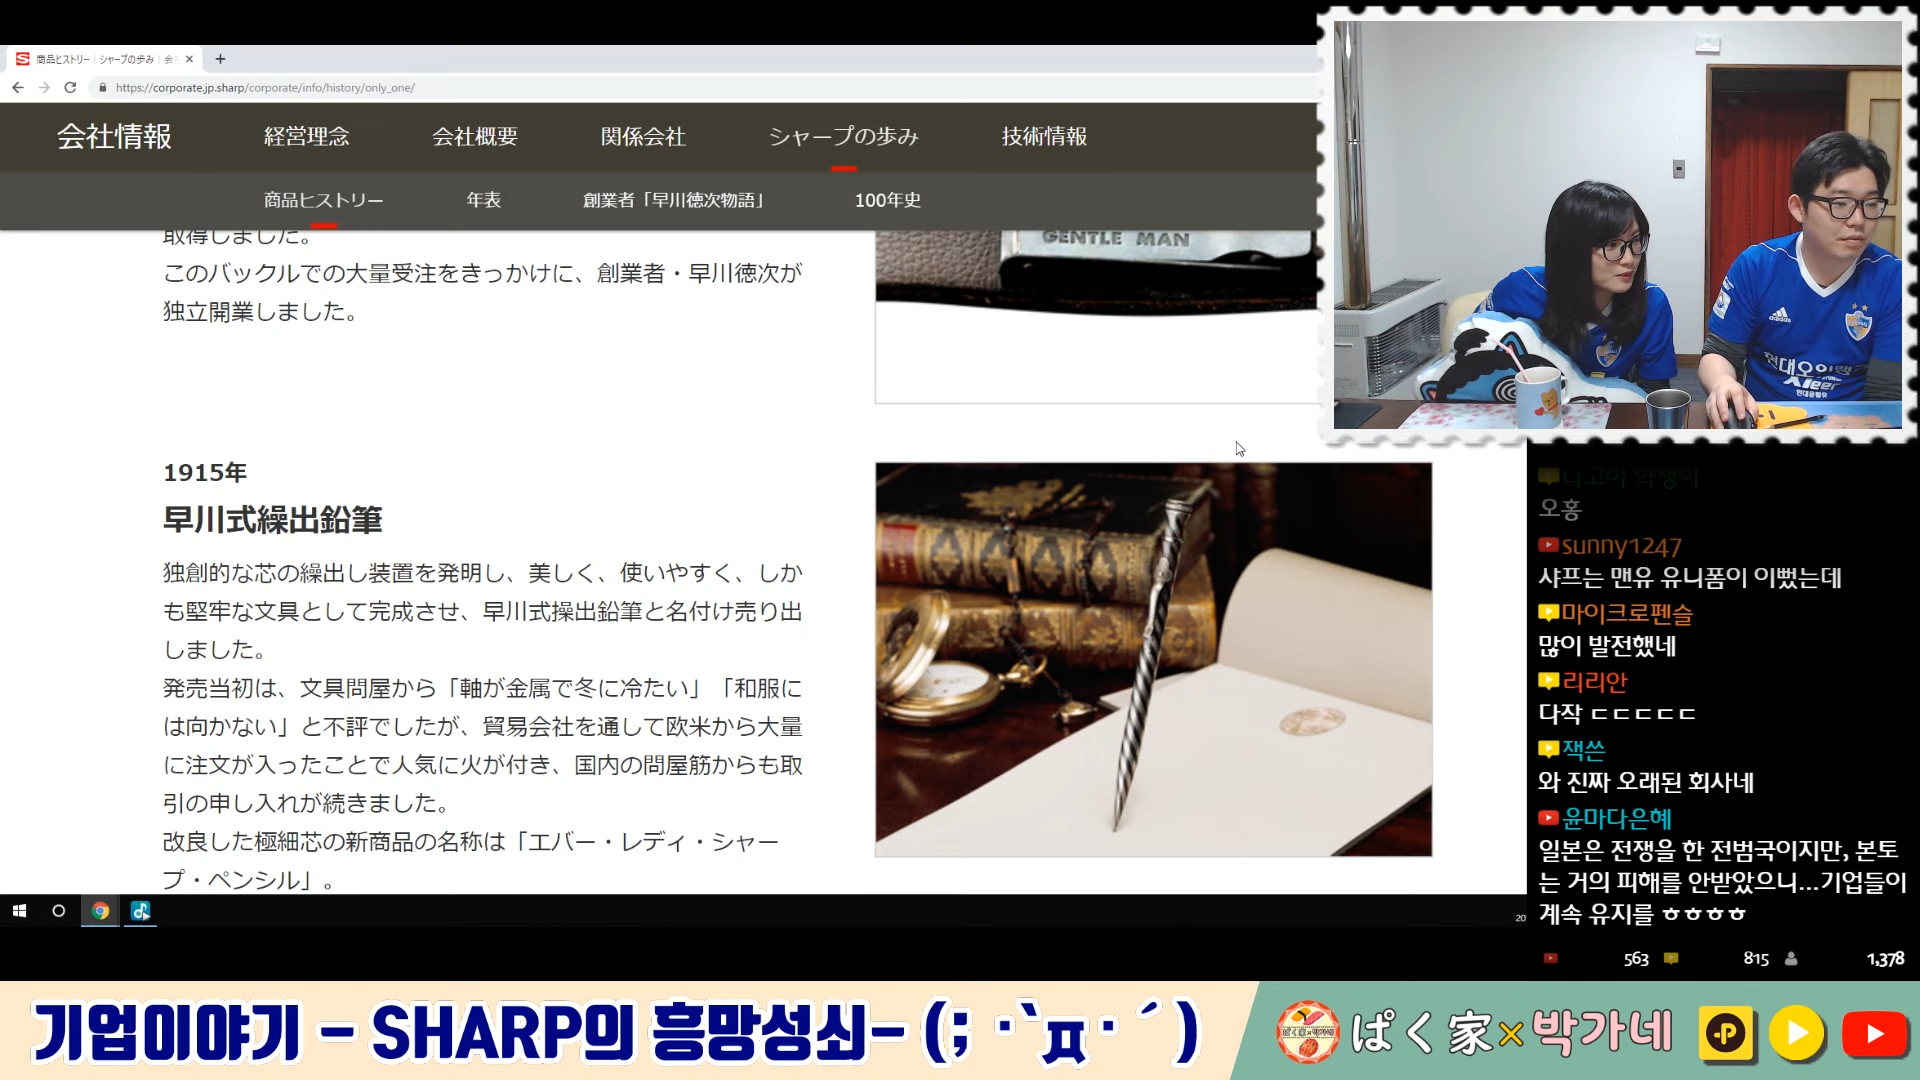 商品ヒストリー | シャープの歩み | 会
https://corporate.jp.sharp/corporate/info/history/only_one/
会社情報
経営理念
会社概要
関係会社
シャープの歩み
技術情報
商品ヒストリー
年表
創業者「早川徳次物語」
100年史
取得しました。
このバックルでの大量受注をきっかけに、創業者・早川徳次が
独立開業しました。
GENTLE MAN
1915年
早川式繰出鉛筆
独創的な芯の繰出し装置を発明し、美しく、使いやすく、しか
も堅牢な文具として完成させ、早川式操出鉛筆と名付け売り出
しました。
発売当初は、文具問屋から「軸が金属で冬に冷たい」「和服に
は向かない」と不評でしたが、貿易会社を通して欧米から大量
に注文が入ったことで人気に火が付き、国内の問屋筋からも取
引の申し入れが続きました。
改良した極細芯の新商品の名称は「エバー・レディ・シャー
プ・ペンシル」。
adidas
현대오일뱅크
Xteer
나고야 약쟁이
오홍
sunny1247
샤프는 맨유 유니폼이 이뻤는데
마이크로펜슬
많이 발전했네
리리안
다작 ㄷㄷㄷㄷㄷ
잭쓴
와 진짜 오래된 회사네
윤마다은혜
일본은 전쟁을 한 전범국이지만, 본토
는 거의 피해를 안받았으니...기업들이
계속 유지를 ㅎㅎㅎㅎ
20
563
815
1,378
기업이야기 - SHARP의 흥망성쇠- (; ･`д･´)
ぱく家×박가네